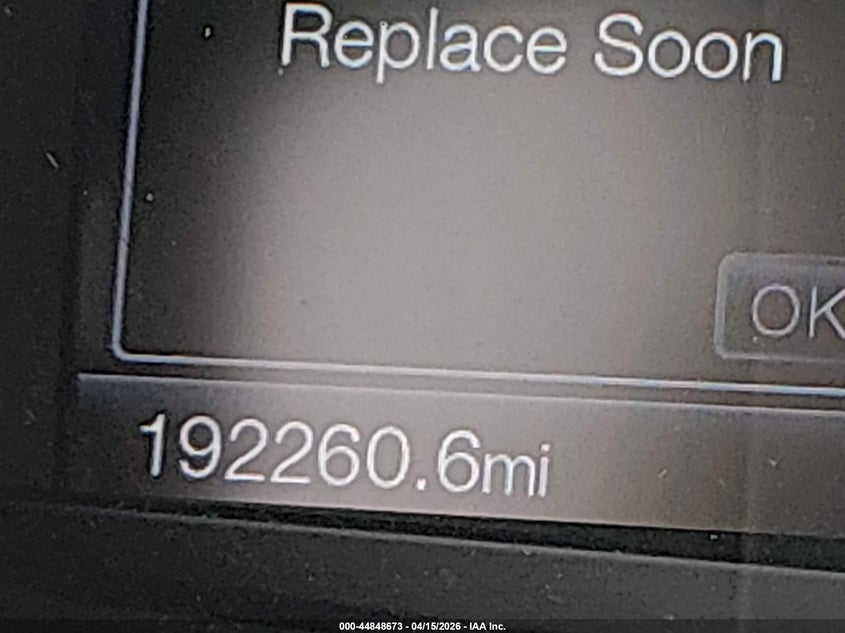 Replace Soon
OK
192260.6mi
000-44848673 - 04/15/2026 - IAA Inc.